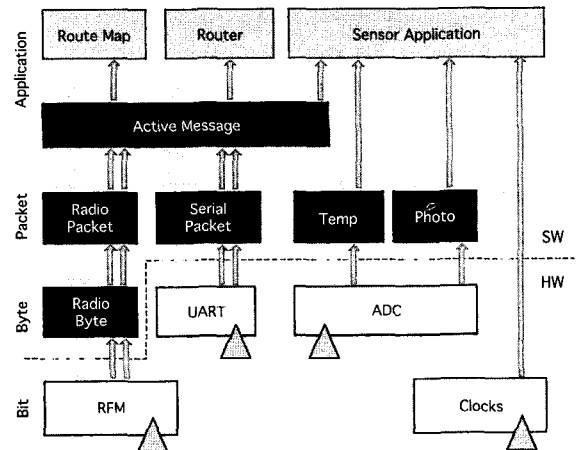 Application
Route Map
Router
Sensor Application
Active Message
Packet
Radio
Packet
Serial
Packet
Temp
Photo
SW
HW
Byte
Radio
Byte
UART
ADC
Bit
RFM
Clocks